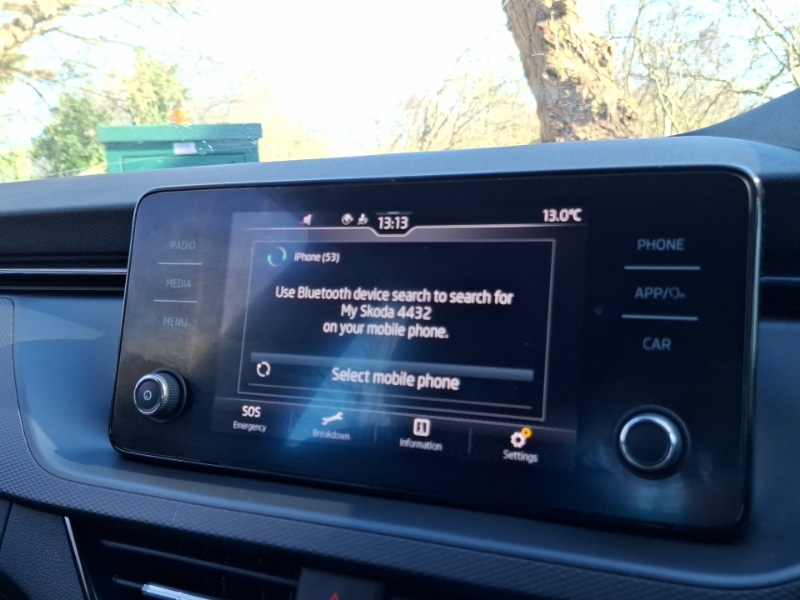 13:13
13.0°C
RADIO
MEDIA
MENU
iPhone (53)
Use Bluetooth device search to search for
My Skoda 4432
on your mobile phone.
Select mobile phone
SOS
Emergency
Breakdown
Information
Settings
PHONE
APP/
CAR